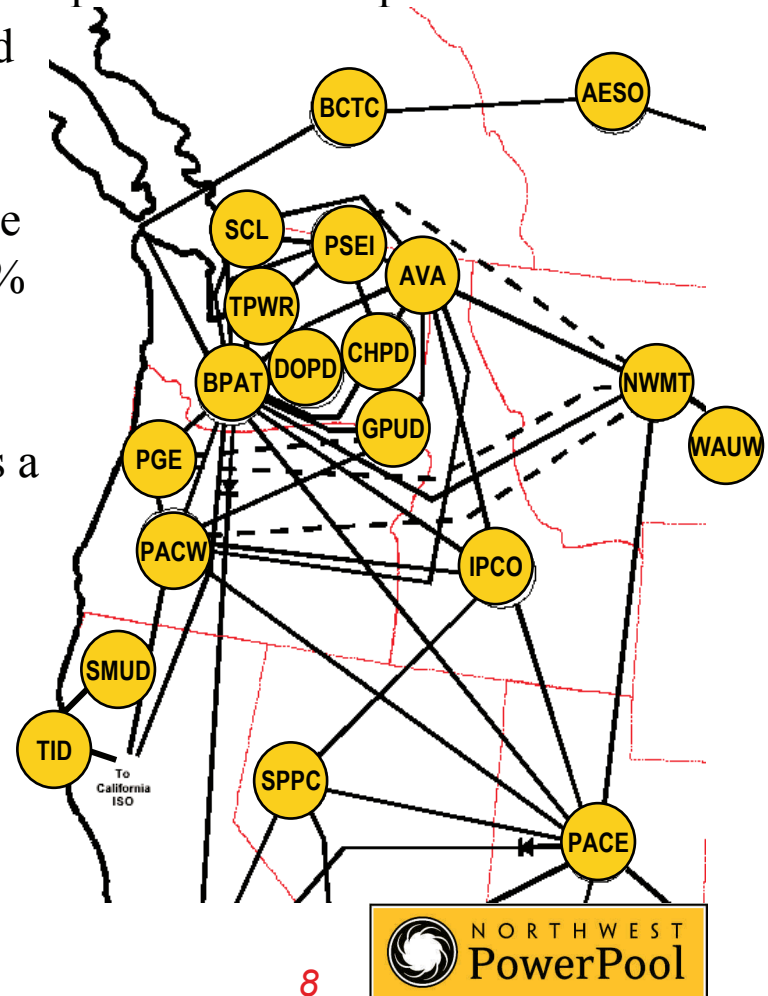 d
e
%
s a
BCTC
AESO
SCL
PSEI
AVA
TPWR
CHPD
DOPD
BPAT
NWMT
GPUD
WAUW
PGE
PACW
IPCO
SMUD
TID
To
California
ISO
SPPC
PACE
NORTHWEST
PowerPool
8